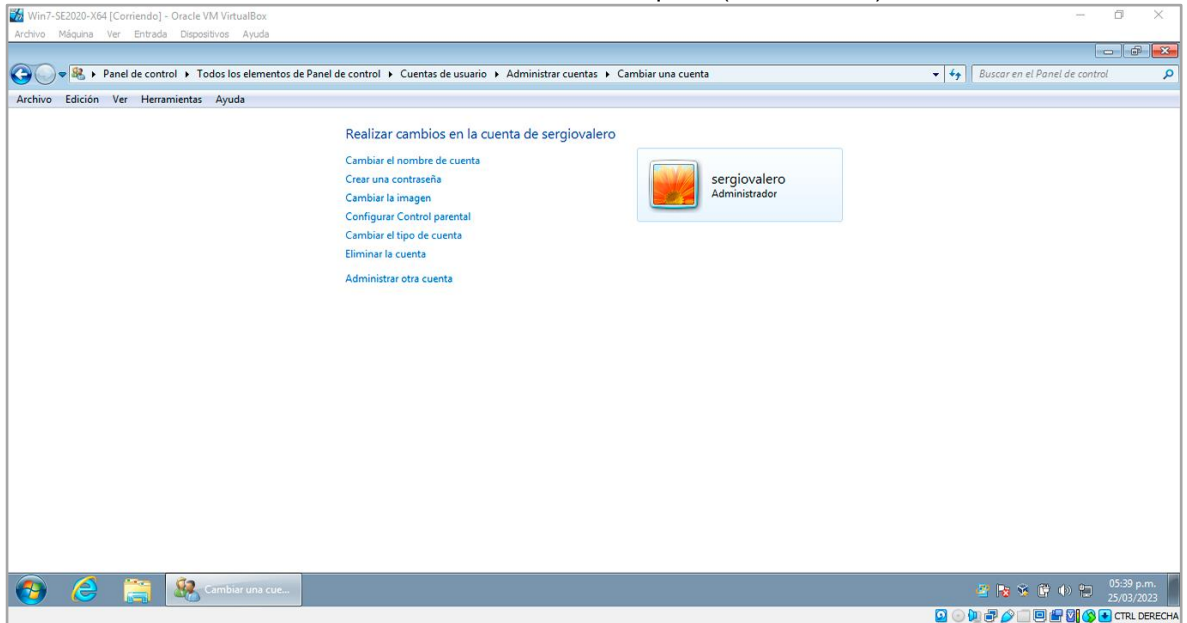 Win7-SE2020-X64 [Corriendo] - Oracle VM VirtualBox
Archivo Máquina Ver Entrada Dispositivos Ayuda
Panel de control Todos los elementos de Panel de control Cuentas de usuario Administrar cuentas Cambiar una cuenta
Buscar en el Panel de control
Archivo Edición Ver Herramientas Ayuda
Realizar cambios en la cuenta de sergiovalero
Cambiar el nombre de cuenta
Crear una contraseña
Cambiar la imagen
Configurar Control parental
Cambiar el tipo de cuenta
Eliminar la cuenta
Administrar otra cuenta
sergiovalero
Administrador
Cambiar una cue...
05:39 p.m.
25/03/2023
CTRL DERECHA